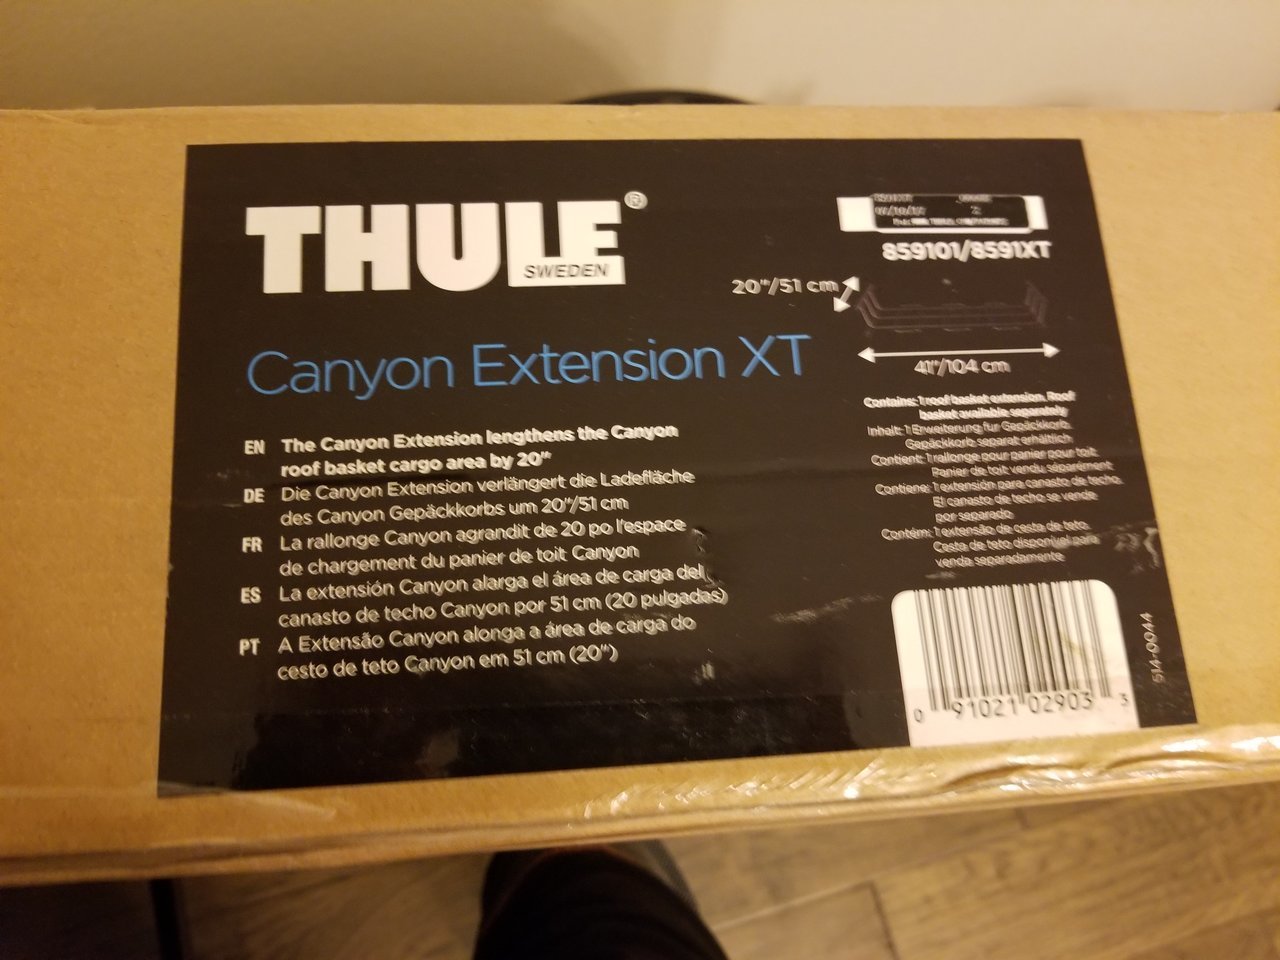 THULE®
SWEDEN
Canyon Extension XT
EN The Canyon Extension lengthens the Canyon
roof basket cargo area by 20"
DE Die Canyon Extension verlängert die Ladefläche
des Canyon Gepäckkorbs um 20"/51 cm
FR La rallonge Canyon agrandit de 20 po l'espace
de chargement du panier de toit Canyon
ES La extensión Canyon alarga el área de carga del
canasto de techo Canyon por 51 cm (20 pulgadas)
PT A Extensão Canyon alonga a área de carga do
cesto de teto Canyon em 51 cm (20")
859101/8591XT
20"/51 cm
41"/104 cm
Contains: 1 roof basket extension. Roof
basket available separately
Inhalt: 1 Erweiterung für Gepäckkorb.
Gepäckkorb separat erhältlich
Contient: 1 rallonge pour panier pour toit.
Panier de toit vendu séparément
Contiene: 1 extensión para canasto de techo.
El canasto de techo se vende
por separado.
Contém: 1 extensão de cesta de teto.
Cesta de teto disponível para
venda separadamente
0 91021 02903 3
514-0044